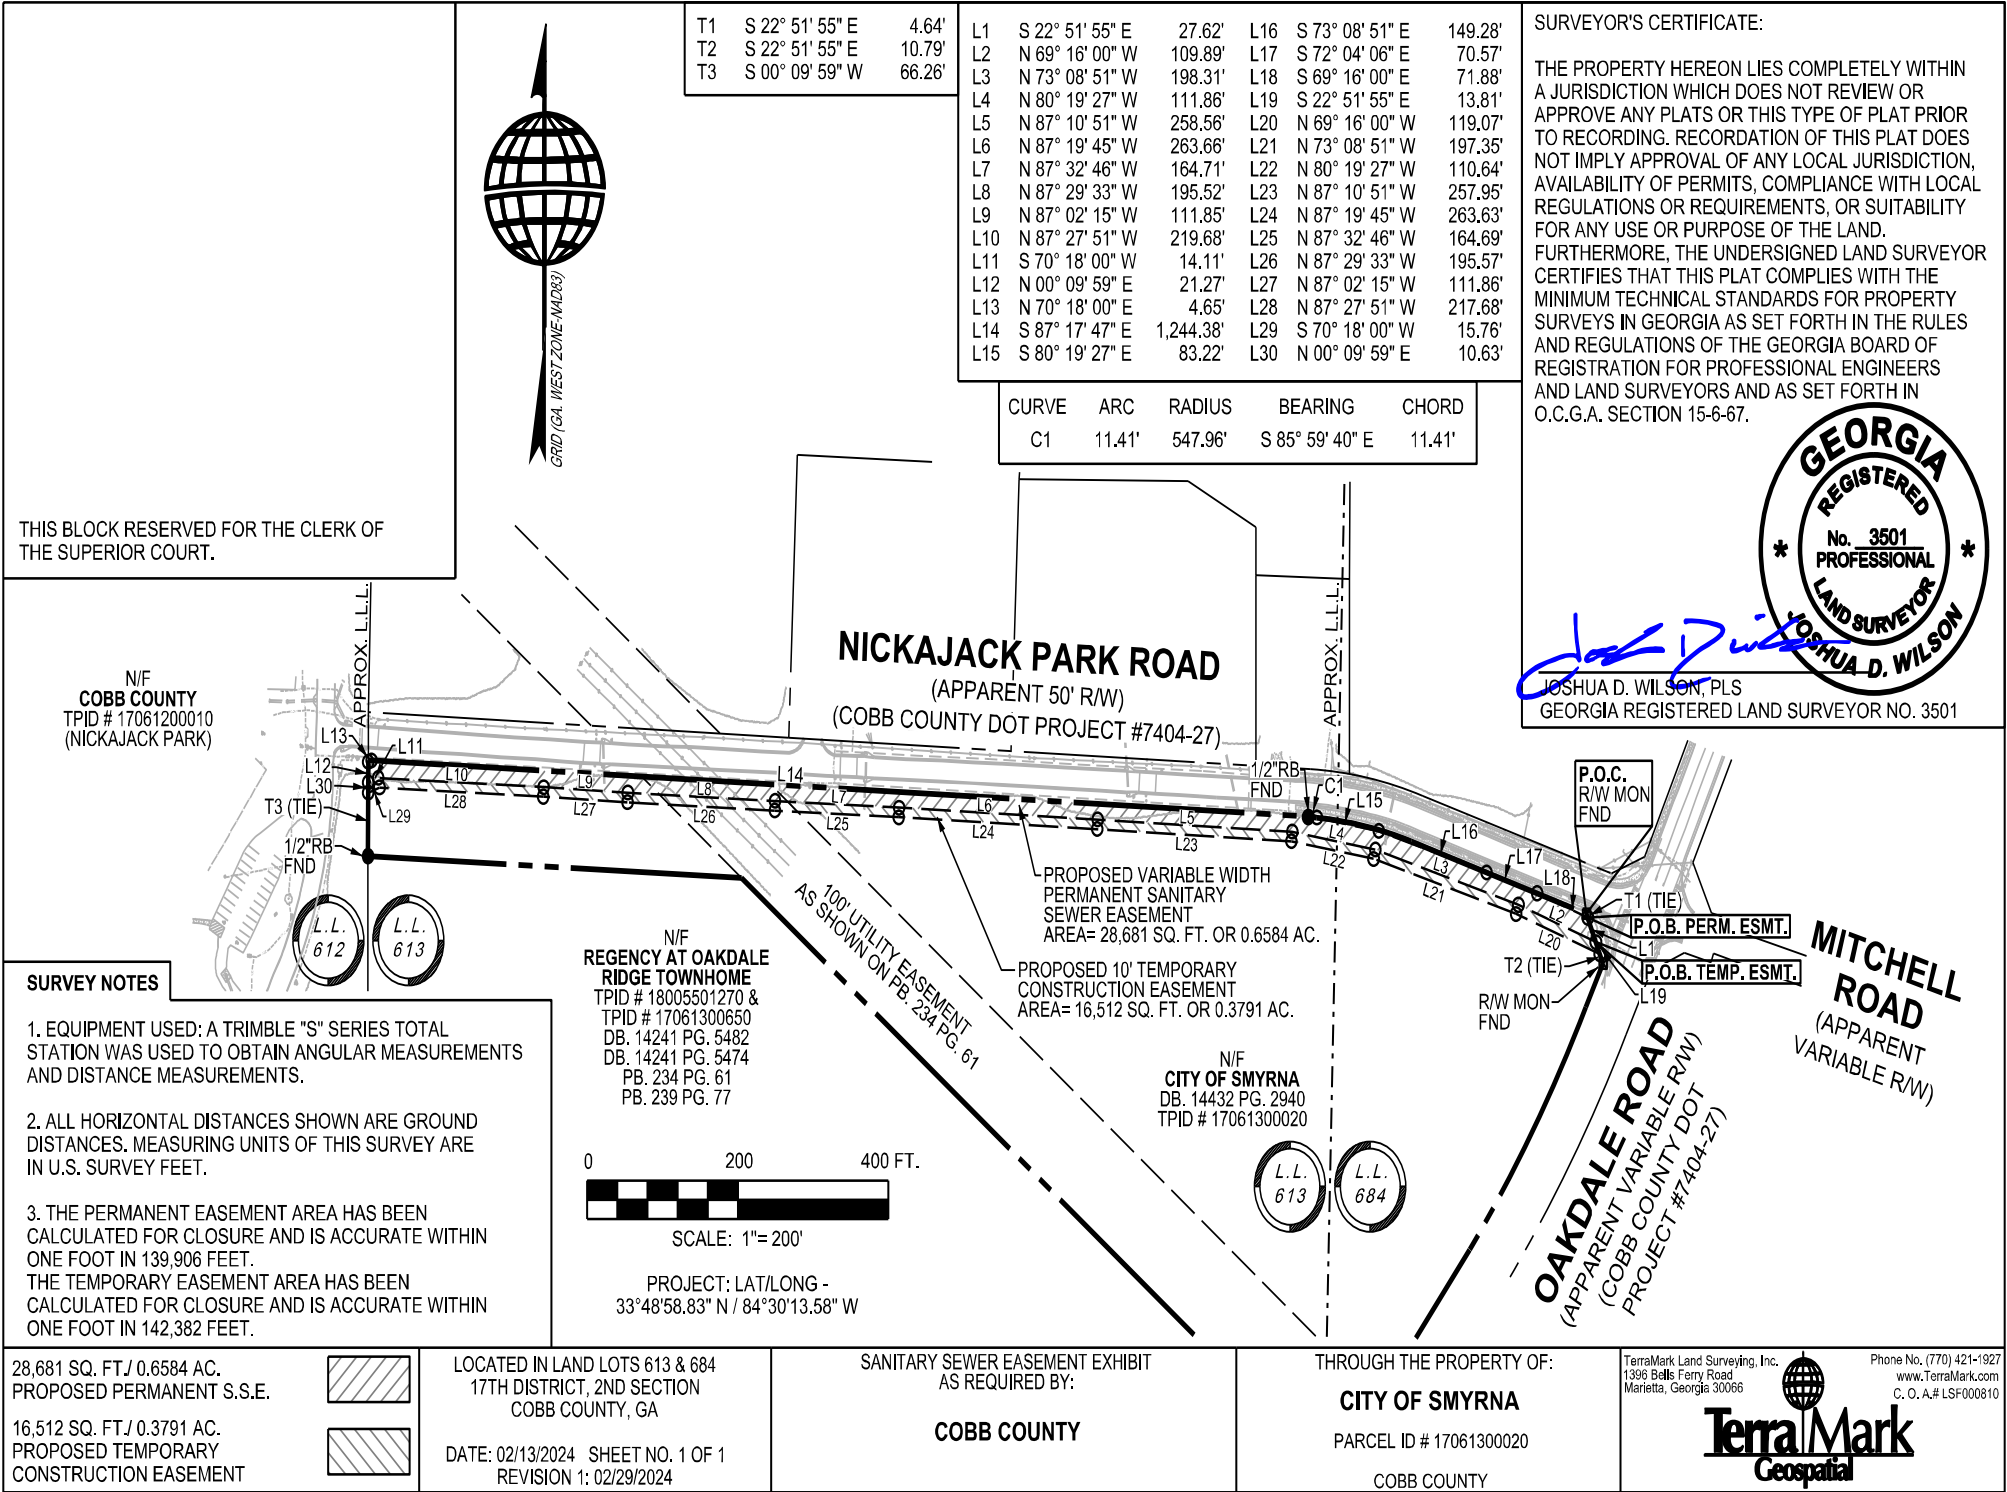 THIS BLOCK RESERVED FOR THE CLERK OF
THE SUPERIOR COURT.
GRID (GA. WEST ZONE-NAD83)
T1 S 22° 51' 55" E 4.64'
T2 S 22° 51' 55" E 10.79'
T3 S 00° 09' 59" W 66.26'
L1 S 22° 51' 55" E 27.62' L16 S 73° 08' 51" E 149.28'
L2 N 69° 16' 00" W 109.89' L17 S 72° 04' 06" E 70.57'
L3 N 73° 08' 51" W 198.31' L18 S 69° 16' 00" E 71.88'
L4 N 80° 19' 27" W 111.86' L19 S 22° 51' 55" E 13.81'
L5 N 87° 10' 51" W 258.56' L20 N 69° 16' 00" W 119.07'
L6 N 87° 19' 45" W 263.66' L21 N 73° 08' 51" W 197.35'
L7 N 87° 32' 46" W 164.71' L22 N 80° 19' 27" W 110.64'
L8 N 87° 29' 33" W 195.52' L23 N 87° 10' 51" W 257.95'
L9 N 87° 02' 15" W 111.85' L24 N 87° 19' 45" W 263.63'
L10 N 87° 27' 51" W 219.68' L25 N 87° 32' 46" W 164.69'
L11 S 70° 18' 00" W 14.11' L26 N 87° 29' 33" W 195.57'
L12 N 00° 09' 59" E 21.27' L27 N 87° 02' 15" W 111.86'
L13 N 70° 18' 00" E 4.65' L28 N 87° 27' 51" W 217.68'
L14 S 87° 17' 47" E 1,244.38' L29 S 70° 18' 00" W 15.76'
L15 S 80° 19' 27" E 83.22' L30 N 00° 09' 59" E 10.63'
CURVE ARC RADIUS BEARING CHORD
C1 11.41' 547.96' S 85° 59' 40" E 11.41'
SURVEYOR'S CERTIFICATE:
THE PROPERTY HEREON LIES COMPLETELY WITHIN
A JURISDICTION WHICH DOES NOT REVIEW OR
APPROVE ANY PLATS OR THIS TYPE OF PLAT PRIOR
TO RECORDING. RECORDATION OF THIS PLAT DOES
NOT IMPLY APPROVAL OF ANY LOCAL JURISDICTION,
AVAILABILITY OF PERMITS, COMPLIANCE WITH LOCAL
REGULATIONS OR REQUIREMENTS, OR SUITABILITY
FOR ANY USE OR PURPOSE OF THE LAND.
FURTHERMORE, THE UNDERSIGNED LAND SURVEYOR
CERTIFIES THAT THIS PLAT COMPLIES WITH THE
MINIMUM TECHNICAL STANDARDS FOR PROPERTY
SURVEYS IN GEORGIA AS SET FORTH IN THE RULES
AND REGULATIONS OF THE GEORGIA BOARD OF
REGISTRATION FOR PROFESSIONAL ENGINEERS
AND LAND SURVEYORS AND AS SET FORTH IN
O.C.G.A. SECTION 15-6-67.
GEORGIA
REGISTERED
No. 3501
PROFESSIONAL
LAND SURVEYOR
* *
JOSHUA D. WILSON
JOSHUA D. WILSON, PLS
GEORGIA REGISTERED LAND SURVEYOR NO. 3501
N/F
COBB COUNTY
TPID # 17061200010
(NICKAJACK PARK)
APPROX. L.L.L.
NICKAJACK PARK ROAD
(APPARENT 50' R/W)
(COBB COUNTY DOT PROJECT #7404-27)
APPROX. L.L.L.
L13
L11
L12
L30
L29
T3 (TIE)
1/2"RB
FND
L10
L9
L8
L14
L7
L6
L5
L28
L27
L26
L25
L24
L23
1/2"RB
FND
C1
L15
L4
L22
L16
L3
L21
L17
L18
L2
L20
P.O.C.
R/W MON
FND
T1 (TIE)
P.O.B. PERM. ESMT.
L1
T2 (TIE)
P.O.B. TEMP. ESMT.
L19
R/W MON
FND
MITCHELL
ROAD
(APPARENT
VARIABLE R/W)
OAKDALE ROAD
(APPARENT VARIABLE R/W)
(COBB COUNTY DOT
PROJECT #7404-27)
PROPOSED VARIABLE WIDTH
PERMANENT SANITARY
SEWER EASEMENT
AREA= 28,681 SQ. FT. OR 0.6584 AC.
PROPOSED 10' TEMPORARY
CONSTRUCTION EASEMENT
AREA= 16,512 SQ. FT. OR 0.3791 AC.
100' UTILITY EASEMENT
AS SHOWN ON PB. 234 PG. 61
L.L.
612
L.L.
613
N/F
REGENCY AT OAKDALE
RIDGE TOWNHOME
TPID # 18005501270 &
TPID # 17061300650
DB. 14241 PG. 5482
DB. 14241 PG. 5474
PB. 234 PG. 61
PB. 239 PG. 77
N/F
CITY OF SMYRNA
DB. 14432 PG. 2940
TPID # 17061300020
L.L.
613
L.L.
684
0 200 400 FT.
SCALE: 1"= 200'
PROJECT: LAT/LONG -
33°48'58.83" N / 84°30'13.58" W
SURVEY NOTES
1. EQUIPMENT USED: A TRIMBLE "S" SERIES TOTAL
STATION WAS USED TO OBTAIN ANGULAR MEASUREMENTS
AND DISTANCE MEASUREMENTS.
2. ALL HORIZONTAL DISTANCES SHOWN ARE GROUND
DISTANCES. MEASURING UNITS OF THIS SURVEY ARE
IN U.S. SURVEY FEET.
3. THE PERMANENT EASEMENT AREA HAS BEEN
CALCULATED FOR CLOSURE AND IS ACCURATE WITHIN
ONE FOOT IN 139,906 FEET.
THE TEMPORARY EASEMENT AREA HAS BEEN
CALCULATED FOR CLOSURE AND IS ACCURATE WITHIN
ONE FOOT IN 142,382 FEET.
28,681 SQ. FT./ 0.6584 AC.
PROPOSED PERMANENT S.S.E.
16,512 SQ. FT./ 0.3791 AC.
PROPOSED TEMPORARY
CONSTRUCTION EASEMENT
LOCATED IN LAND LOTS 613 & 684
17TH DISTRICT, 2ND SECTION
COBB COUNTY, GA
DATE: 02/13/2024 SHEET NO. 1 OF 1
REVISION 1: 02/29/2024
SANITARY SEWER EASEMENT EXHIBIT
AS REQUIRED BY:
COBB COUNTY
THROUGH THE PROPERTY OF:
CITY OF SMYRNA
PARCEL ID # 17061300020
COBB COUNTY
TerraMark Land Surveying, Inc.
1396 Bells Ferry Road
Marietta, Georgia 30066
Phone No. (770) 421-1927
www.TerraMark.com
C. O. A.# LSF000810
Terra Mark
Geospatial